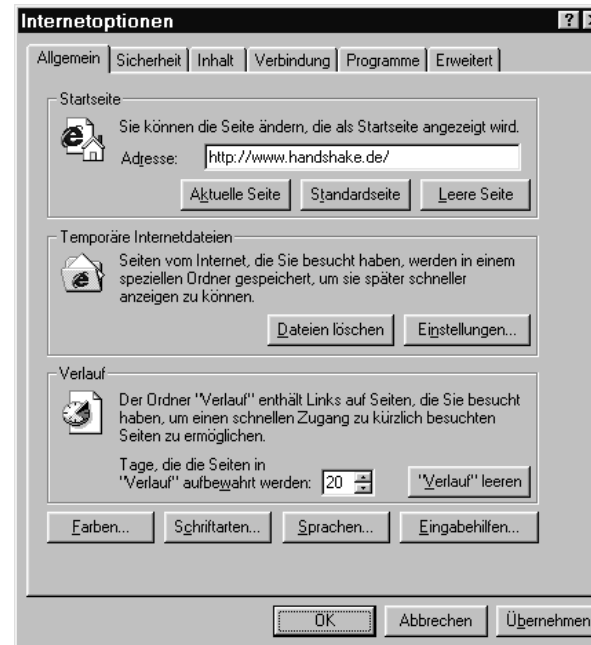 Internetoptionen
Allgemein Sicherheit Inhalt Verbindung Programme Erweitert
Startseite
Sie können die Seite ändern, die als Startseite angezeigt wird.
Adresse: http://www.handshake.de/
Aktuelle Seite Standardseite Leere Seite
Temporäre Internetdateien
Seiten vom Internet, die Sie besucht haben, werden in einem
speziellen Ordner gespeichert, um sie später schneller
anzeigen zu können.
Dateien löschen Einstellungen...
Verlauf
Der Ordner "Verlauf" enthält Links auf Seiten, die Sie besucht
haben, um einen schnellen Zugang zu kürzlich besuchten
Seiten zu ermöglichen.
Tage, die die Seiten in
"Verlauf" aufbewahrt werden: 20 "Verlauf" leeren
Farben... Schriftarten... Sprachen... Eingabehilfen...
OK Abbrechen Übernehmen